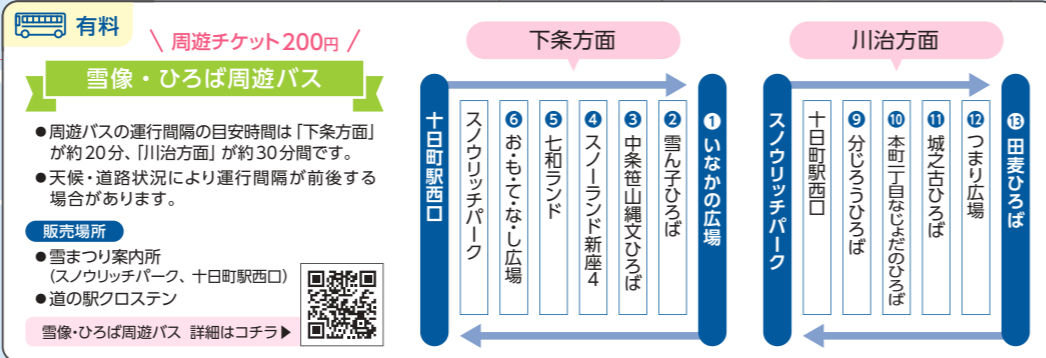 有料
周遊チケット200円
雪像・ひろば周遊バス
●周遊バスの運行間隔の目安時間は「下条方面」
が約20分、「川治方面」が約30分間です。
●天候・道路状況により運行間隔が前後する
場合があります。
販売場所
●雪まつり案内所
(スノウリッチパーク、十日町駅西口)
●道の駅クロステン
雪像・ひろば周遊バス 詳細はコチラ▶
下条方面
十日町駅西口
スノウリッチパーク
❻お・も・て・な・し広場
❺七和ランド
❹スノーランド新座4
❸中条笹山縄文ひろば
❷雪ん子ひろば
❶いなかの広場
川治方面
スノウリッチパーク
十日町駅西口
❾分じろうひろば
❿本町一丁目なじょだのひろば
⓫城之古ひろば
⓬つまり広場
⓭田麦ひろば